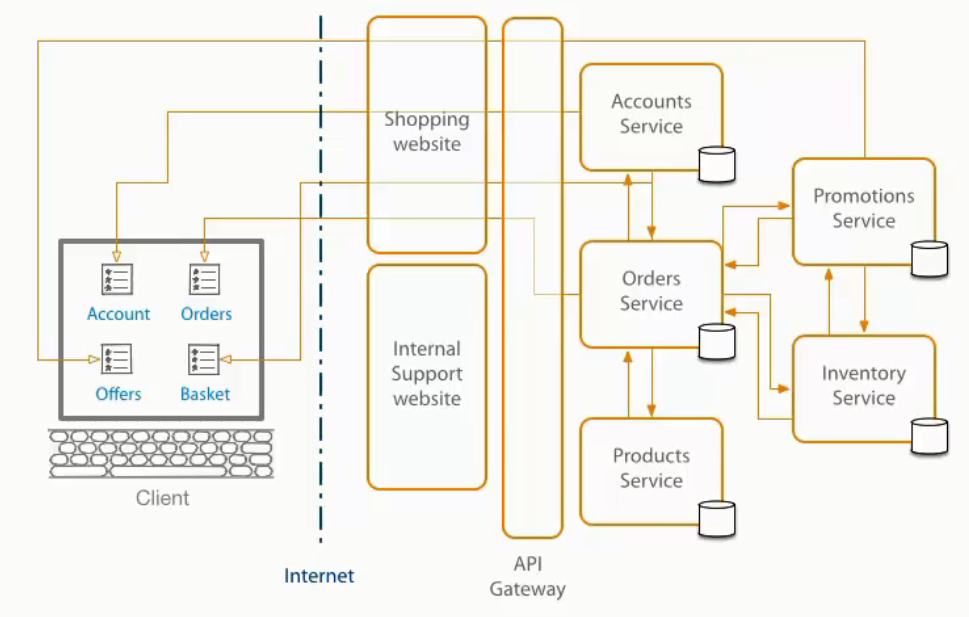 Shopping
website
Accounts
Service
Promotions
Service
Account
Orders
Offers
Basket
Client
Internal
Support
website
Orders
Service
Inventory
Service
Products
Service
Internet
API
Gateway